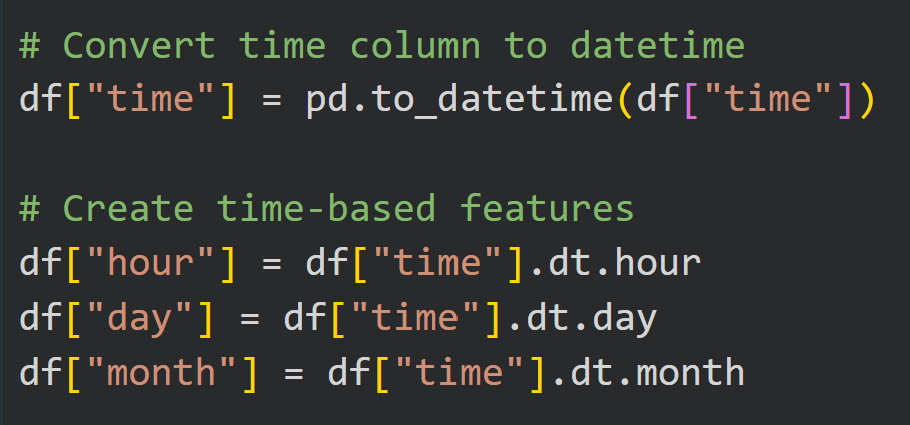 # Convert time column to datetime
df["time"] = pd.to_datetime(df["time"])
# Create time-based features
df["hour"] = df["time"].dt.hour
df["day"] = df["time"].dt.day
df["month"] = df["time"].dt.month